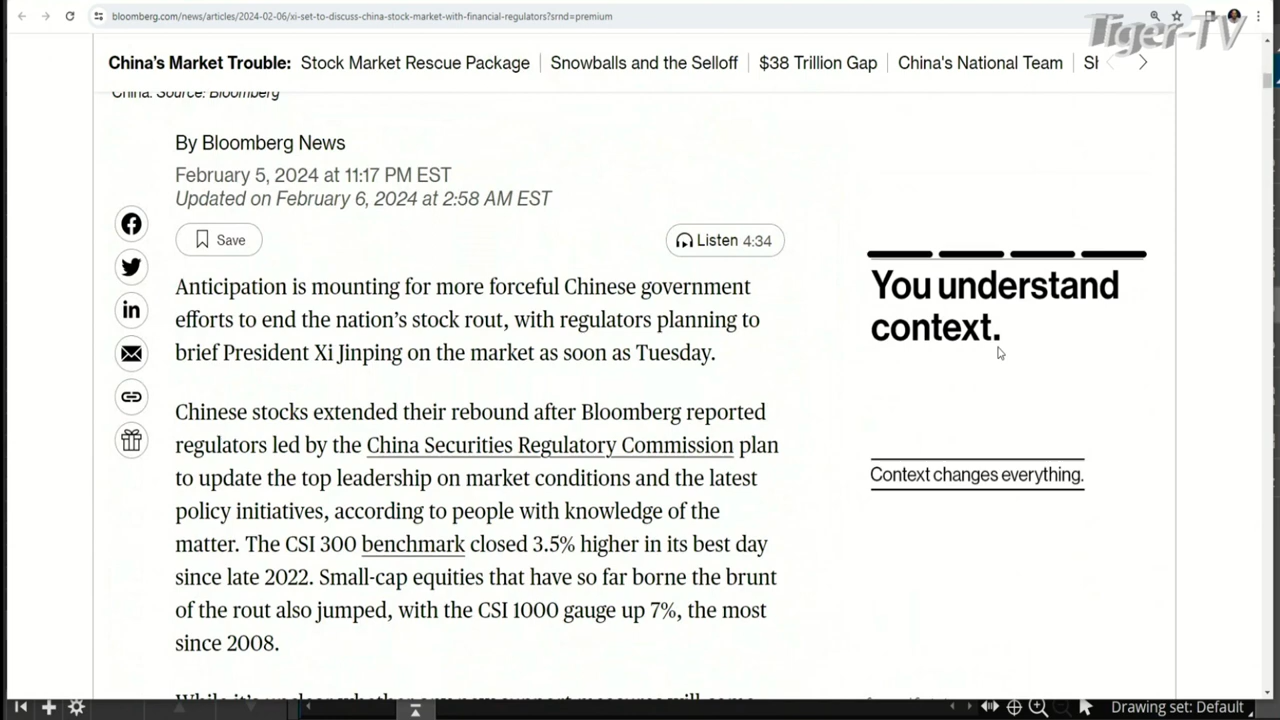 bloomberg.com/news/articles/2024-02-06/xi-set-to-discuss-china-stock-market-with-financial-regulators?srnd=premium
Tiger-TV
China's Market Trouble: Stock Market Rescue Package Snowballs and the Selloff $38 Trillion Gap China's National Team
China. Source: Bloomberg
By Bloomberg News
February 5, 2024 at 11:17 PM EST
Updated on February 6, 2024 at 2:58 AM EST
Save
Listen 4:34
Anticipation is mounting for more forceful Chinese government
efforts to end the nation's stock rout, with regulators planning to
brief President Xi Jinping on the market as soon as Tuesday.
Chinese stocks extended their rebound after Bloomberg reported
regulators led by the China Securities Regulatory Commission plan
to update the top leadership on market conditions and the latest
policy initiatives, according to people with knowledge of the
matter. The CSI 300 benchmark closed 3.5% higher in its best day
since late 2022. Small-cap equities that have so far borne the brunt
of the rout also jumped, with the CSI 1000 gauge up 7%, the most
since 2008.
You understand
context.
Context changes everything.
Drawing set: Default